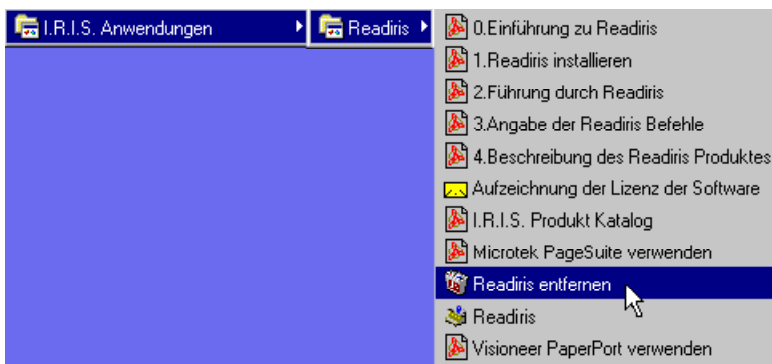 I.R.I.S. Anwendungen
Readiris
0.Einführung zu Readiris
1.Readiris installieren
2.Führung durch Readiris
3.Angabe der Readiris Befehle
4.Beschreibung des Readiris Produktes
Aufzeichnung der Lizenz der Software
I.R.I.S. Produkt Katalog
Microtek PageSuite verwenden
Readiris entfernen
Readiris
Visioneer PaperPort verwenden